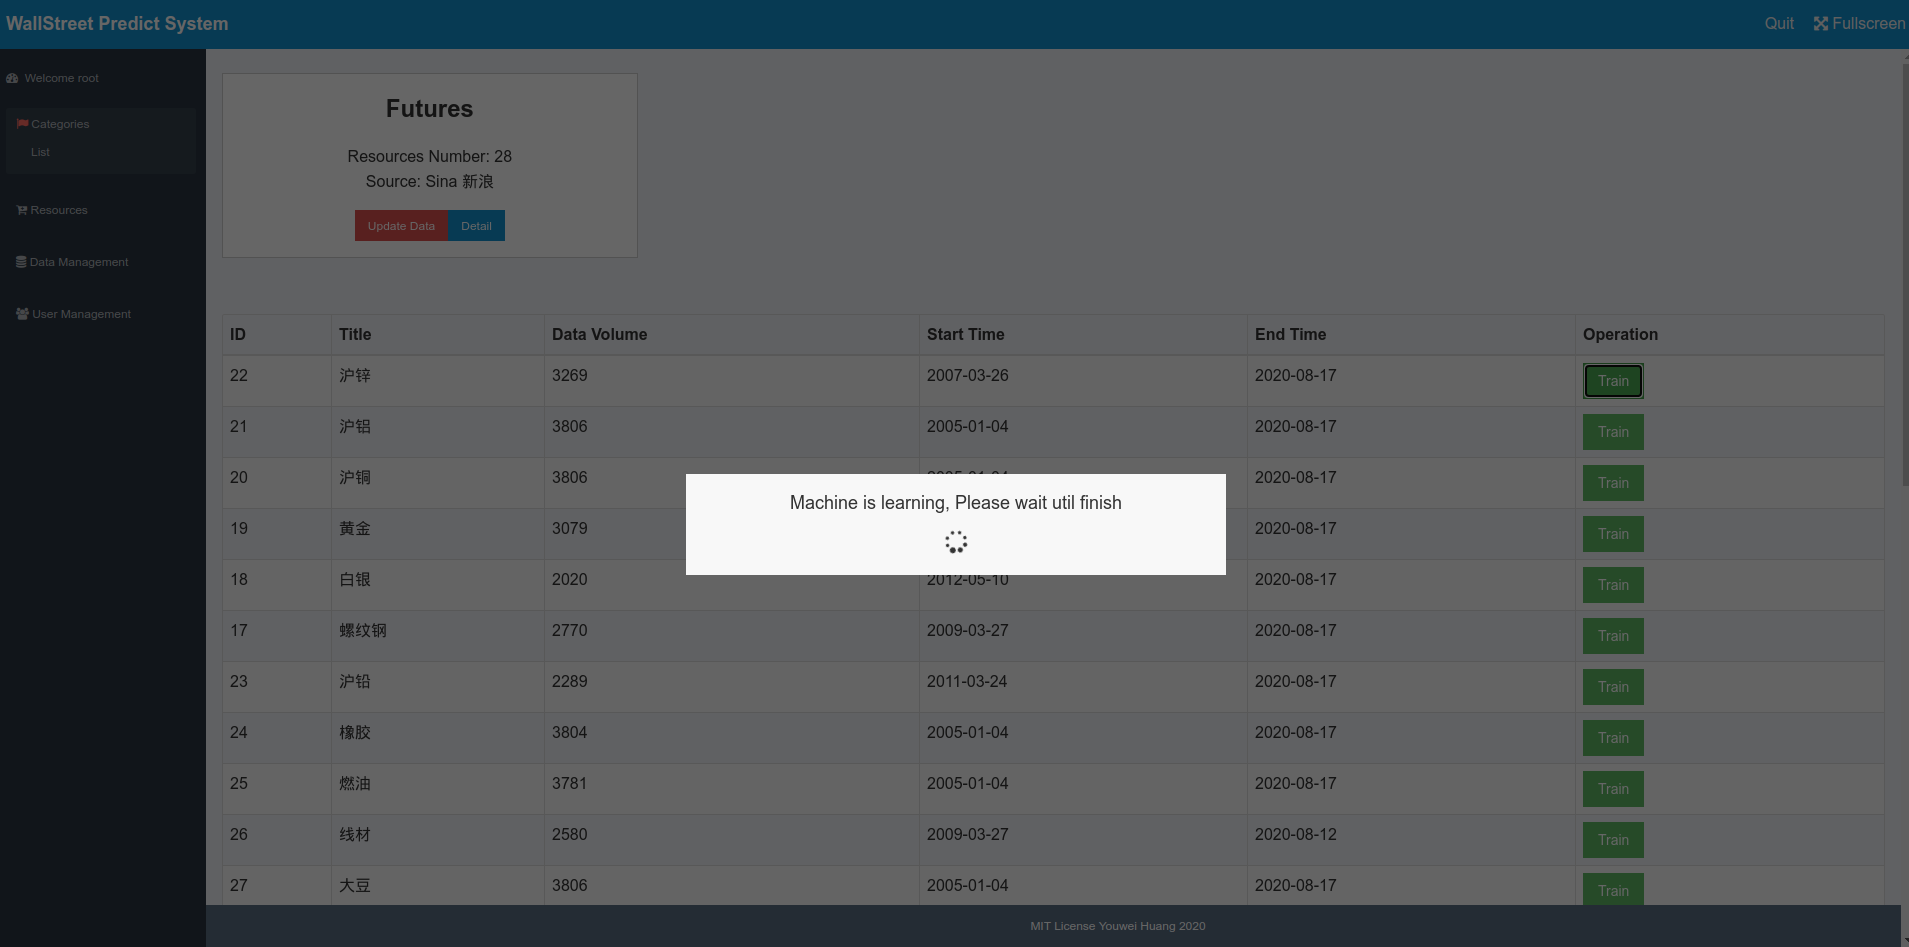 WallStreet Predict System
Quit Fullscreen
Welcome root
Categories
List
Resources
Data Management
User Management
Futures
Resources Number: 28
Source: Sina 新浪
Update Data Detail
ID Title Data Volume Start Time End Time Operation
22 沪锌 3269 2007-03-26 2020-08-17 Train
21 沪铝 3806 2005-01-04 2020-08-17 Train
20 沪铜 3806 2005-01-04 2020-08-17 Train
Machine is learning, Please wait util finish
19 黄金 3079 2020-08-17 Train
18 白银 2020 2012-05-10 2020-08-17 Train
17 螺纹钢 2770 2009-03-27 2020-08-17 Train
23 沪铅 2289 2011-03-24 2020-08-17 Train
24 橡胶 3804 2005-01-04 2020-08-17 Train
25 燃油 3781 2005-01-04 2020-08-17 Train
26 线材 2580 2009-03-27 2020-08-12 Train
27 大豆 3806 2005-01-04 2020-08-17 Train
MIT License Youwei Huang 2020